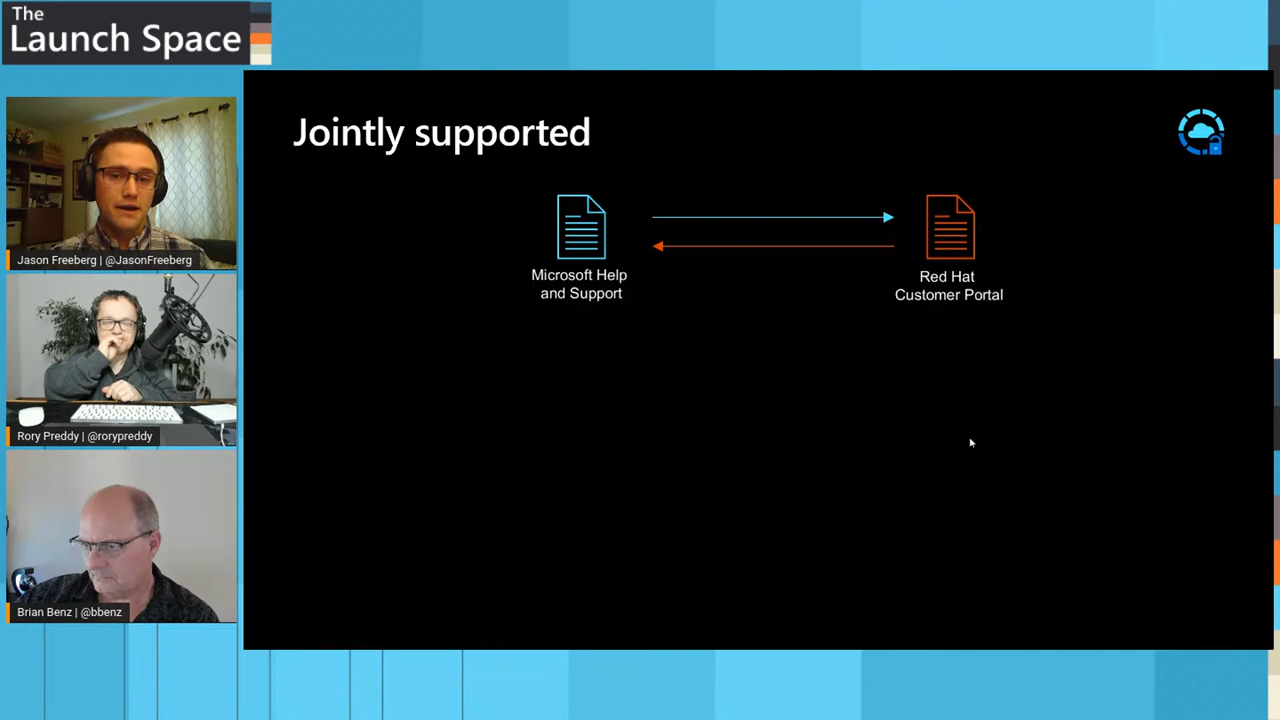 The
Launch Space
Jason Freeberg | @JasonFreeberg
Rory Preddy | @rorypreddy
Brian Benz | @bbenz
Jointly supported
Microsoft Help
and Support
Red Hat
Customer Portal